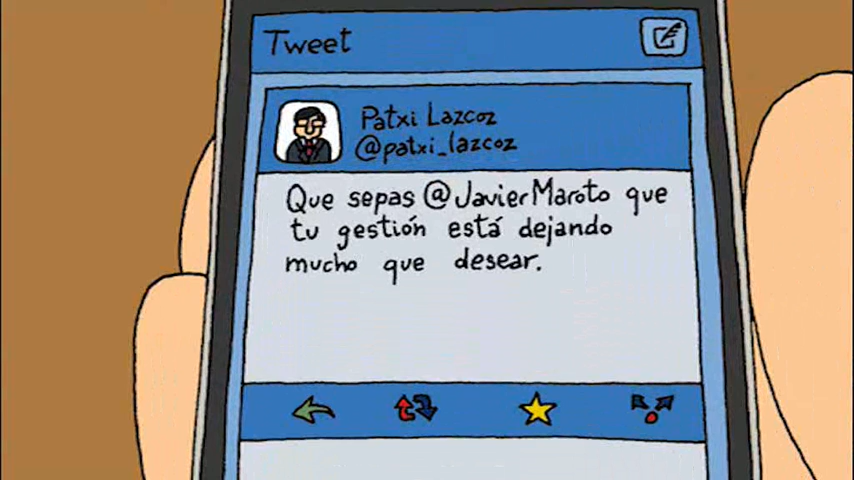 Tweet
Patxi Lazcoz
@patxi_lazcoz
Que sepas @JavierMaroto que
tu gestión está dejando
mucho que desear.